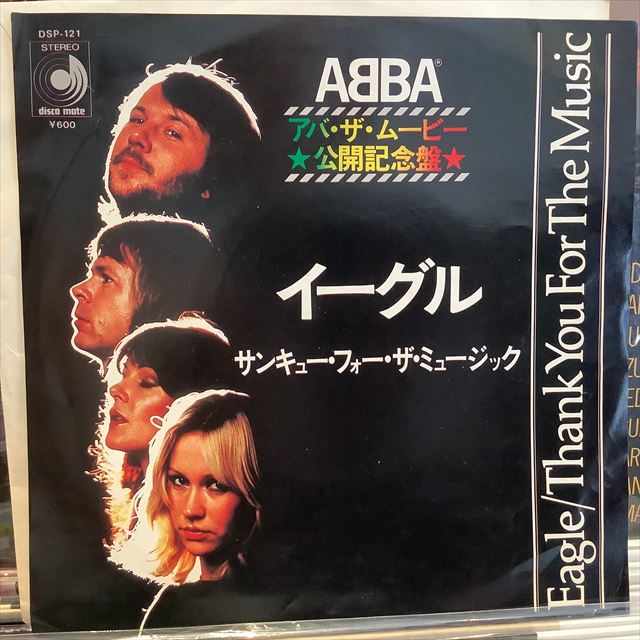 DSP-121
STEREO
disco mate
¥600
ABBA®
アバ・ザ・ムービー
★公開記念盤★
イーグル
サンキュー・フォー・ザ・ミュージック
Eagle/Thank You For The Music